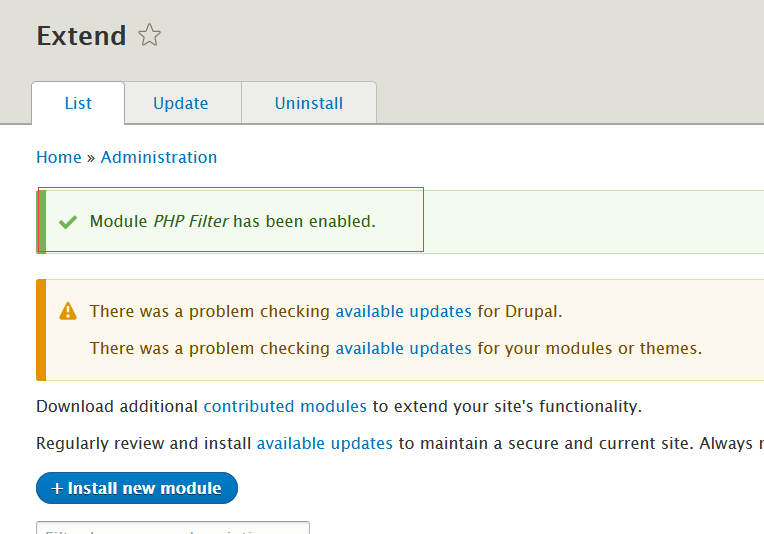 Extend
List Update Uninstall
Home » Administration
Module PHP Filter has been enabled.
There was a problem checking available updates for Drupal.
There was a problem checking available updates for your modules or themes.
Download additional contributed modules to extend your site's functionality.
Regularly review and install available updates to maintain a secure and current site. Always
+ Install new module